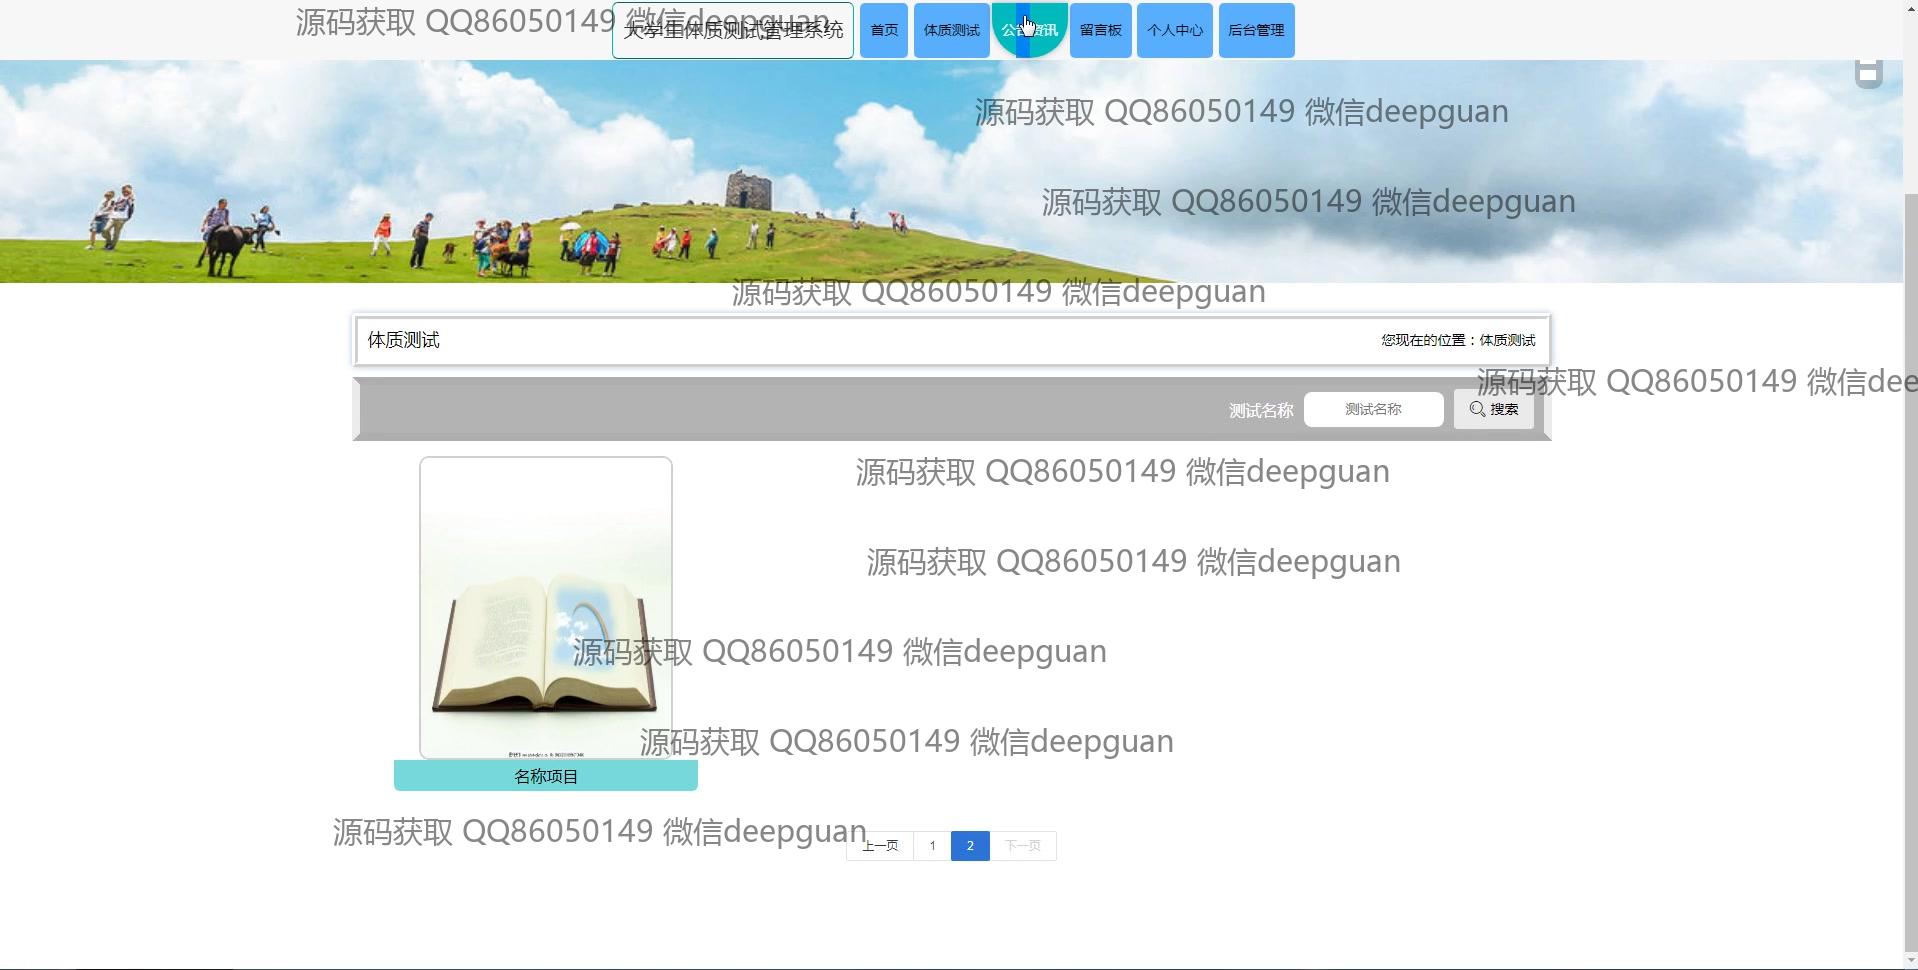 源码获取 QQ86050149 微信deepguan
大学生体质测试管理系统
首页
体质测试
公告资讯
留言板
个人中心
后台管理
源码获取 QQ86050149 微信deepguan
源码获取 QQ86050149 微信deepguan
源码获取 QQ86050149 微信deepguan
体质测试
您现在的位置：体质测试
源码获取 QQ86050149 微信dee
测试名称
测试名称
搜索
源码获取 QQ86050149 微信deepguan
源码获取 QQ86050149 微信deepguan
源码获取 QQ86050149 微信deepguan
源码获取 QQ86050149 微信deepguan
名称项目
源码获取 QQ86050149 微信deepguan
上一页
1
2
下一页